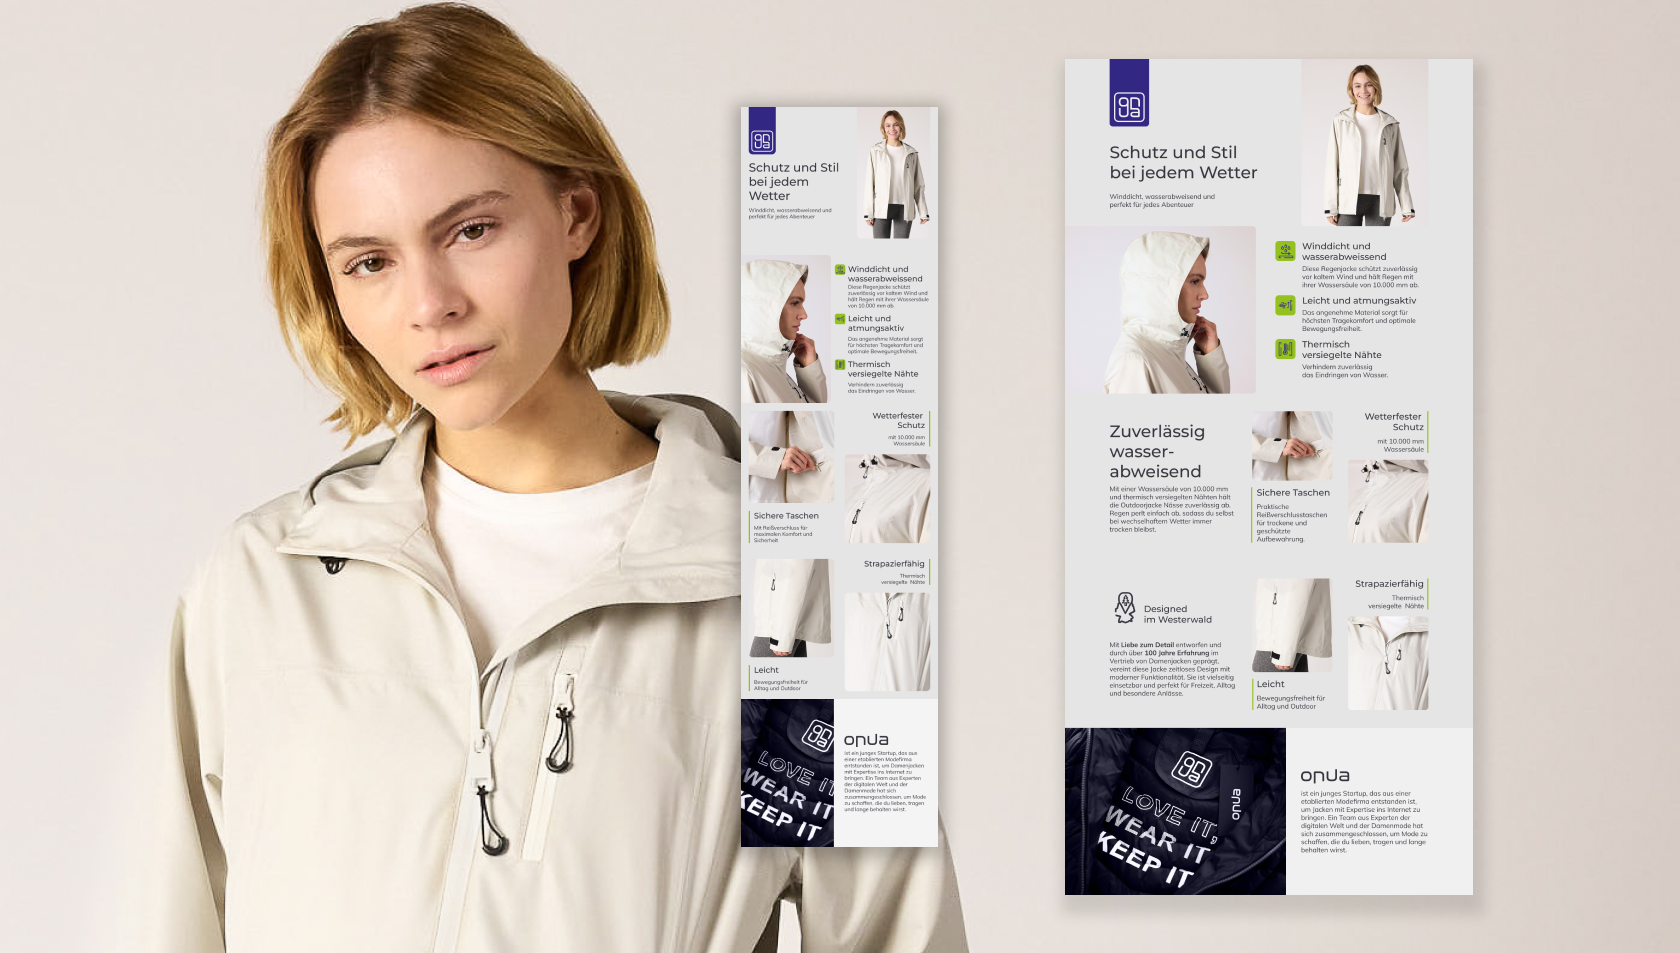 onua
Schutz und Stil
bei jedem
Wetter
Winddicht, wasserabweisend und
perfekt für jedes Abenteuer
Winddicht und
wasserabweisend
Diese Regenjacke schützt
zuverlässig vor kaltem Wind und
hält Regen mit ihrer Wassersäule
von 10.000 mm ab.
Leicht und
atmungsaktiv
Das angenehme Material sorgt
für höchsten Tragekomfort und
optimale Bewegungsfreiheit.
Thermisch
versiegelte Nähte
Verhindern zuverlässig
das Eindringen von Wasser.
Wetterfester
Schutz
mit 10.000 mm
Wassersäule
Sichere Taschen
Mit Reißverschluss für
maximalen Komfort und
Sicherheit
Strapazierfähig
Thermisch
versiegelte Nähte
Leicht
Bewegungsfreiheit für
Alltag und Outdoor
onua
LOVE IT,
WEAR IT
KEEP IT
onua
ist ein junges Startup, das aus
einer etablierten Modefirma
entstanden ist, um Damenjacken
mit Expertise ins Internet zu
bringen. Ein Team aus Experten
der digitalen Welt und der
Damenmode hat sich
zusammengeschlossen, um Mode
zu schaffen, die du lieben, tragen
und lange behalten wirst.
onua
Schutz und Stil
bei jedem Wetter
Winddicht, wasserabweisend und
perfekt für jedes Abenteuer
Winddicht und
wasserabweisend
Diese Regenjacke schützt zuverlässig
vor kaltem Wind und hält Regen mit
ihrer Wassersäule von 10.000 mm ab.
Leicht und atmungsaktiv
Das angenehme Material sorgt für
höchsten Tragekomfort und optimale
Bewegungsfreiheit.
Thermisch
versiegelte Nähte
Verhindern zuverlässig
das Eindringen von Wasser.
Zuverlässig
wasser-
abweisend
Mit einer Wassersäule von 10.000 mm
und thermisch versiegelten Nähten hält
die Outdoorjacke Nässe zuverlässig ab.
Regen perlt einfach ab, sodass du selbst
bei wechselhaftem Wetter immer
trocken bleibst.
Wetterfester
Schutz
mit 10.000 mm
Wassersäule
Sichere Taschen
Praktische
Reißverschlusstaschen
für trockene und
geschützte
Aufbewahrung.
Designed
im Westerwald
Mit Liebe zum Detail entworfen und
durch über 100 Jahre Erfahrung im
Vertrieb von Damenjacken geprägt,
vereint diese Jacke zeitloses Design mit
moderner Funktionalität. Sie ist vielseitig
einsetzbar und perfekt für Freizeit, Alltag
und besondere Anlässe.
Strapazierfähig
Thermisch
versiegelte Nähte
Leicht
Bewegungsfreiheit für
Alltag und Outdoor
onua
onua
LOVE IT,
WEAR IT
KEEP IT
onua
ist ein junges Startup, das aus einer
etablierten Modefirma entstanden ist,
um Jacken mit Expertise ins Internet zu
bringen. Ein Team aus Experten der
digitalen Welt und der Damenmode hat
sich zusammengeschlossen, um Mode zu
schaffen, die du lieben, tragen und lange
behalten wirst.